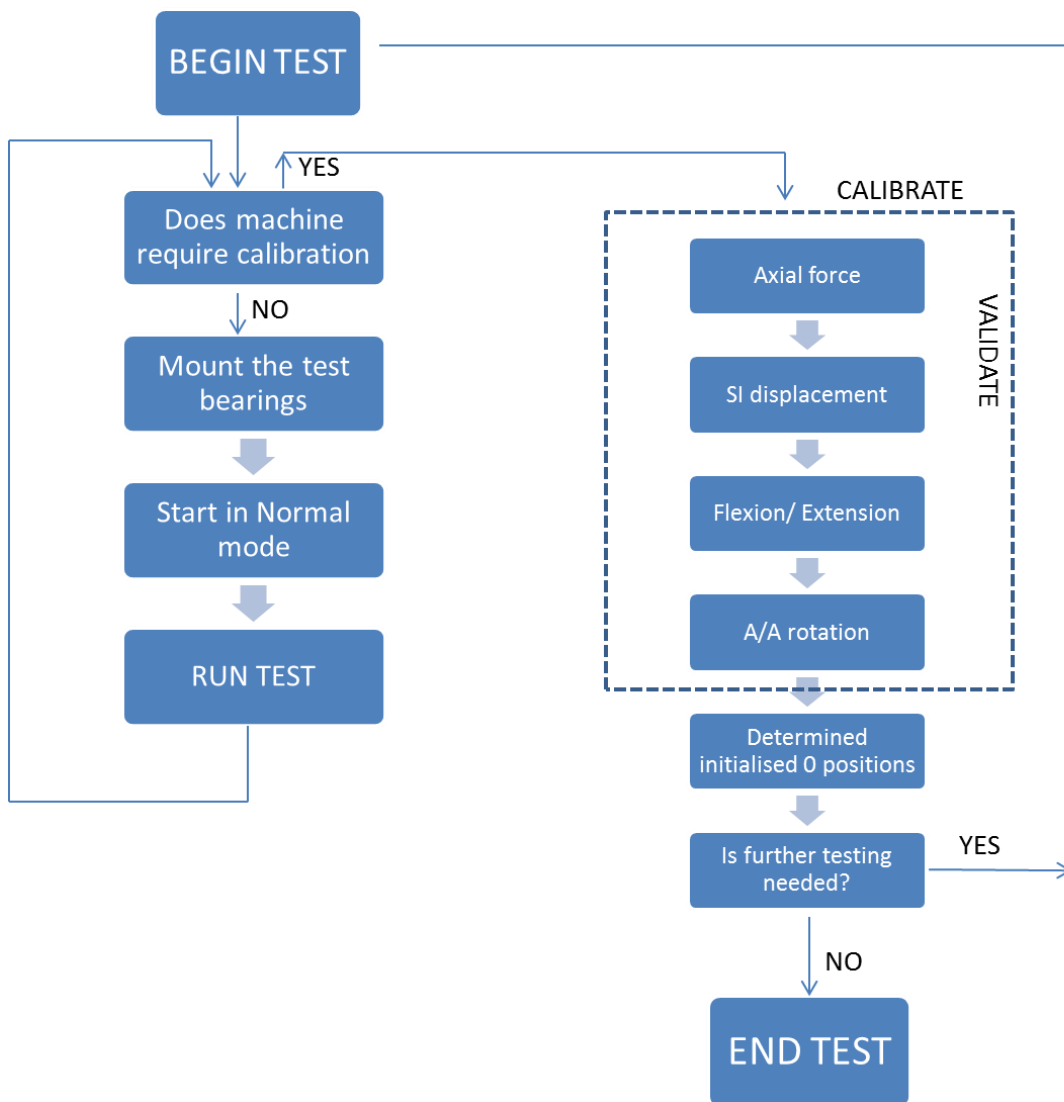 BEGIN TEST
YES
Does machine
require calibration
NO
Mount the test
bearings
Start in Normal
mode
RUN TEST
CALIBRATE
VALIDATE
Axial force
SI displacement
Flexion/ Extension
A/A rotation
Determined
initialised 0 positions
Is further testing
needed?
YES
NO
END TEST